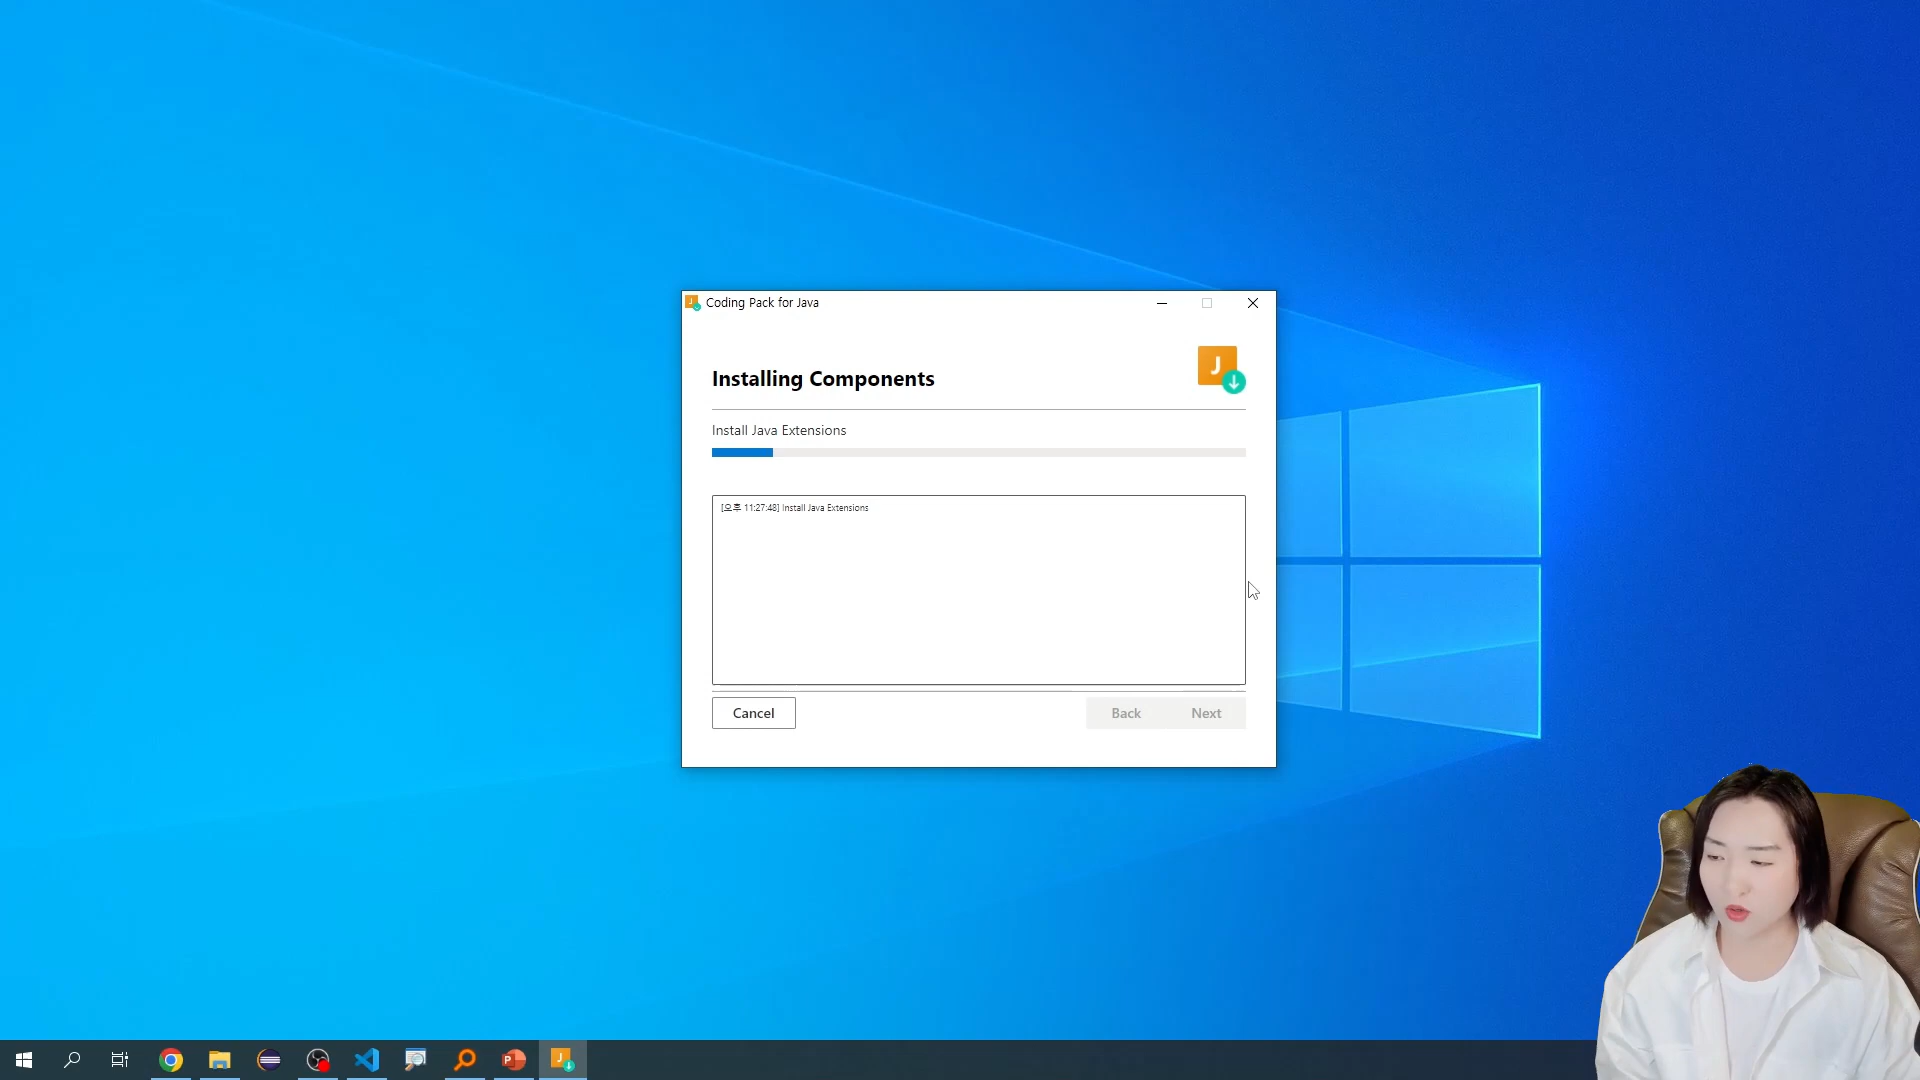 Coding Pack for Java
J
Installing Components
Install Java Extensions
[오후 11:27:48] Install Java Extensions
Cancel
Back
Next